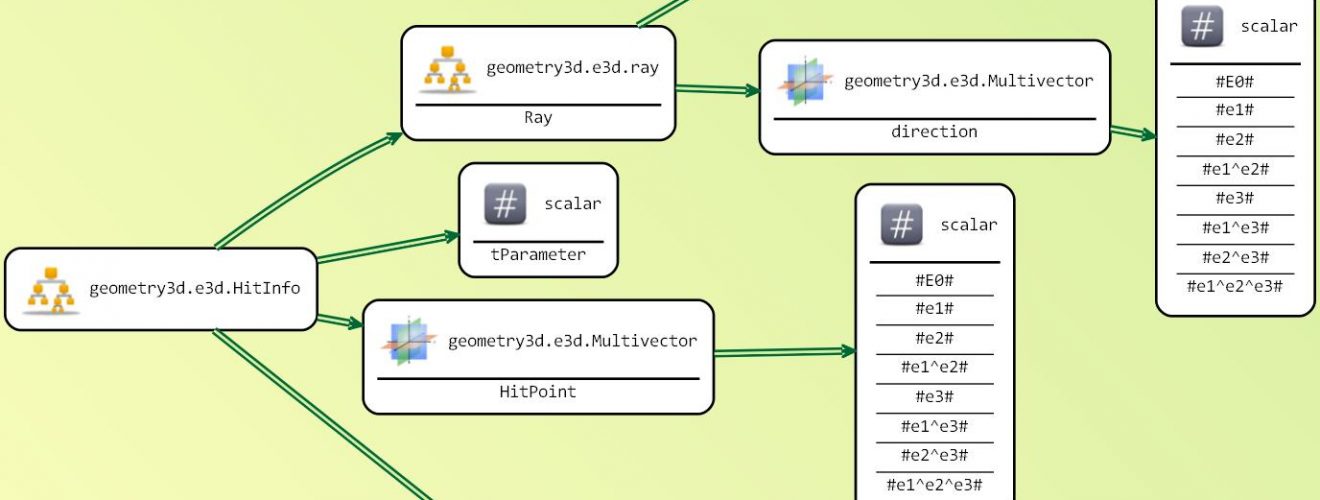 geometry3d.e3d.ray
Ray
geometry3d.e3d.Multivector
direction
# scalar
#E0#
#e1#
#e2#
#e1^e2#
#e3#
#e1^e3#
#e2^e3#
#e1^e2^e3#
# scalar
tParameter
geometry3d.e3d.HitInfo
geometry3d.e3d.Multivector
HitPoint
# scalar
#E0#
#e1#
#e2#
#e1^e2#
#e3#
#e1^e3#
#e2^e3#
#e1^e2^e3#